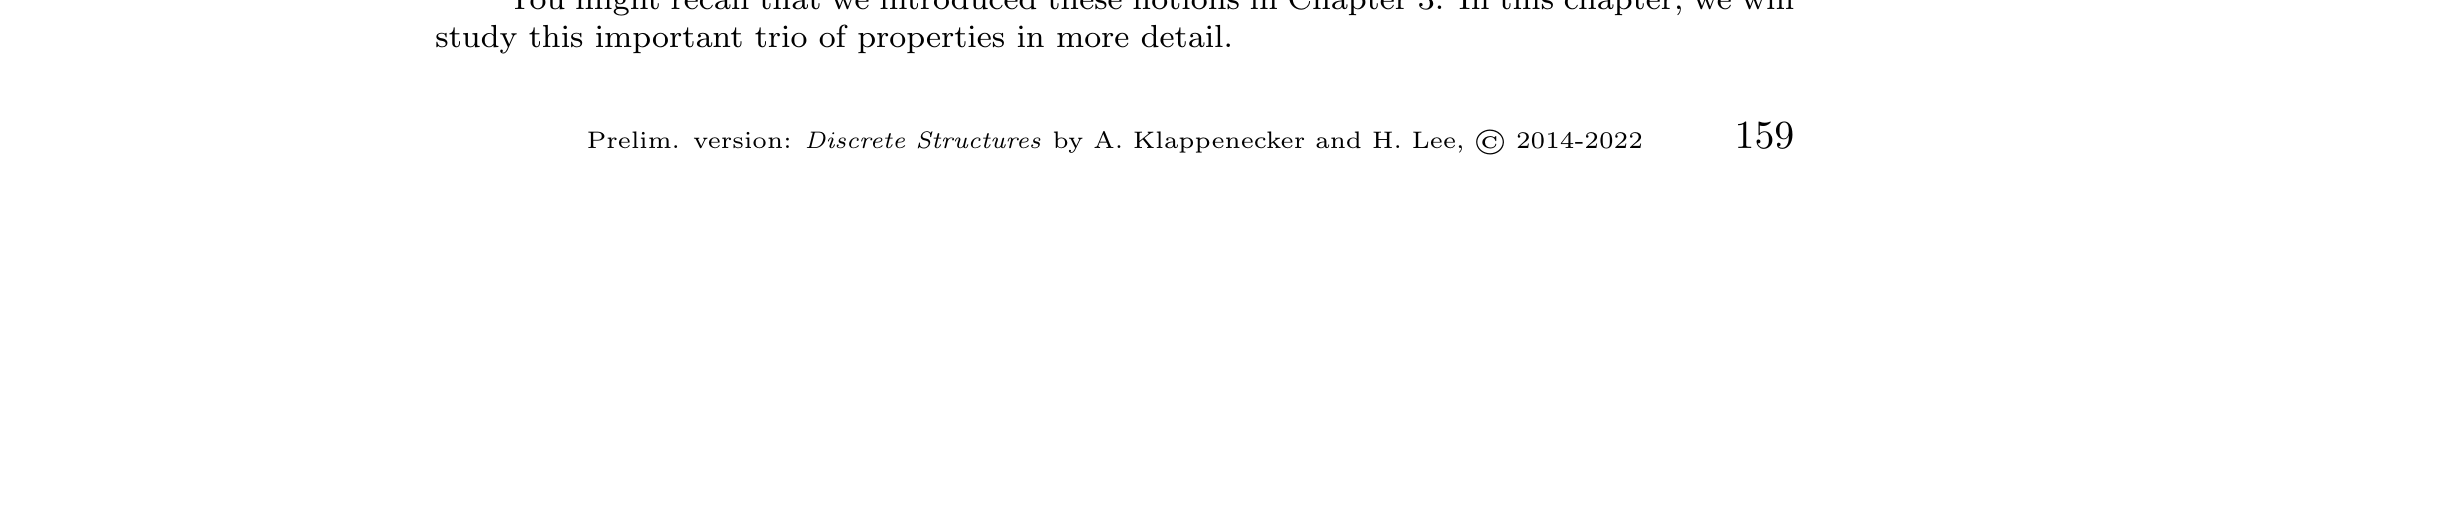 You might recall that we introduced these notions in Chapter 3. In this chapter, we will
study this important trio of properties in more detail.
Prelim. version: Discrete Structures by A. Klappenecker and H. Lee, © 2014-2022 159